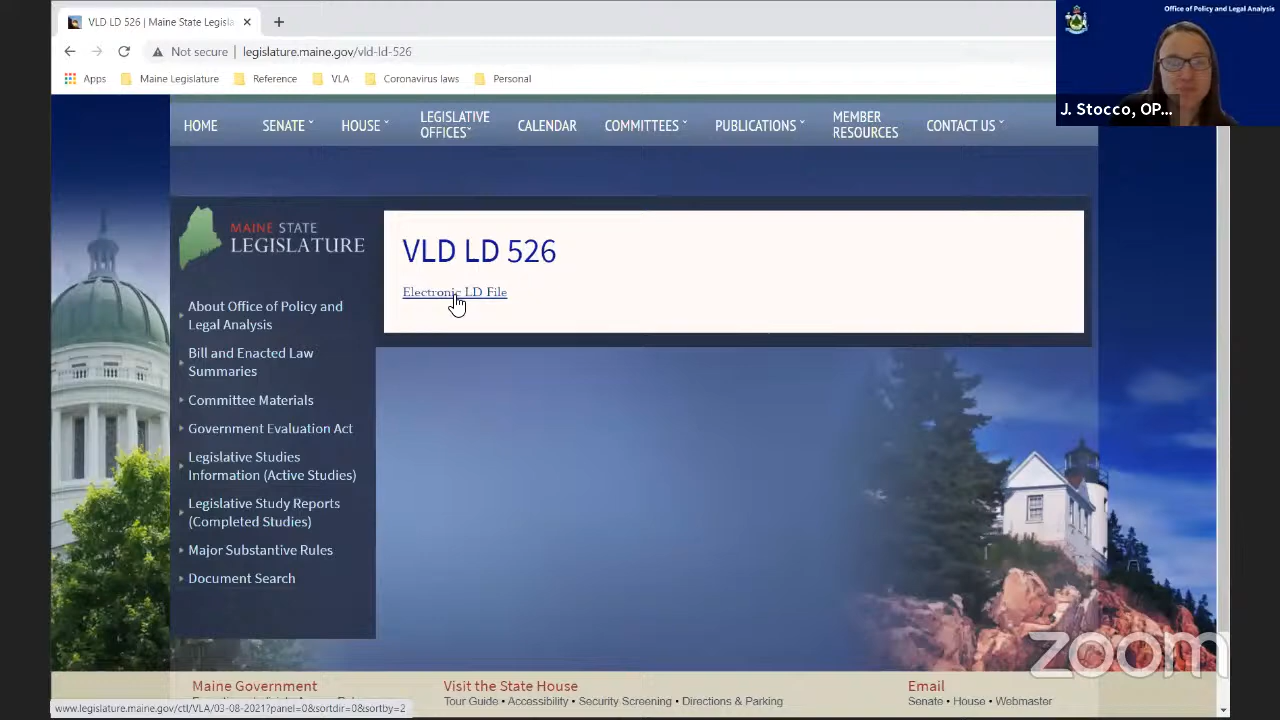 Office of Policy and Legal Analysis
J. Stocco, OP...
VLD LD 526 | Maine State Legisla
Not secure | legislature.maine.gov/vld-ld-526
Apps Maine Legislature Reference VLA Coronavirus laws Personal
HOME SENATE HOUSE LEGISLATIVE OFFICES CALENDAR COMMITTEES PUBLICATIONS MEMBER RESOURCES CONTACT US
MAINE STATE
LEGISLATURE
About Office of Policy and
Legal Analysis
Bill and Enacted Law
Summaries
Committee Materials
Government Evaluation Act
Legislative Studies
Information (Active Studies)
Legislative Study Reports
(Completed Studies)
Major Substantive Rules
Document Search
VLD LD 526
Electronic LD File
zoom
Maine Government
Visit the State House
Tour Guide • Accessibility • Security Screening • Directions & Parking
Email
Senate • House • Webmaster
www.legislature.maine.gov/ctl/VLA/03-08-2021?panel=0&sortdir=0&sortby=2